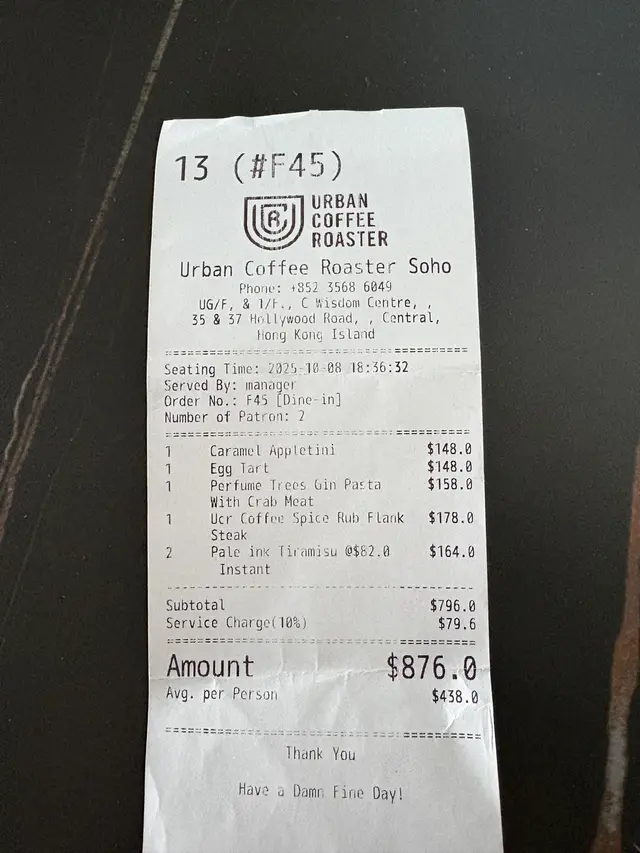 13 (#F45)
URBAN
COFFEE
ROASTER
Urban Coffee Roaster Soho
Phone: +852 3568 6049
UG/F, & 1/F., C Wisdom Centre, ,
35 & 37 Hollywood Road, , Central,
Hong Kong Island
Seating Time: 2025-10-08 18:36:32
Served By: manager
Order No.: F45 [Dine-in]
Number of Patron: 2
1 Caramel Appletini $148.0
1 Egg Tart $148.0
1 Perfume Trees Gin Pasta $158.0
With Crab Meat
1 Ucr Coffee Spice Rub Flank $178.0
Steak
2 Pale ink Tiramisu @$82.0 $164.0
Instant
Subtotal $796.0
Service Charge(10%) $79.6
Amount $876.0
Avg. per Person $438.0
Thank You
Have a Damn Fine Day!